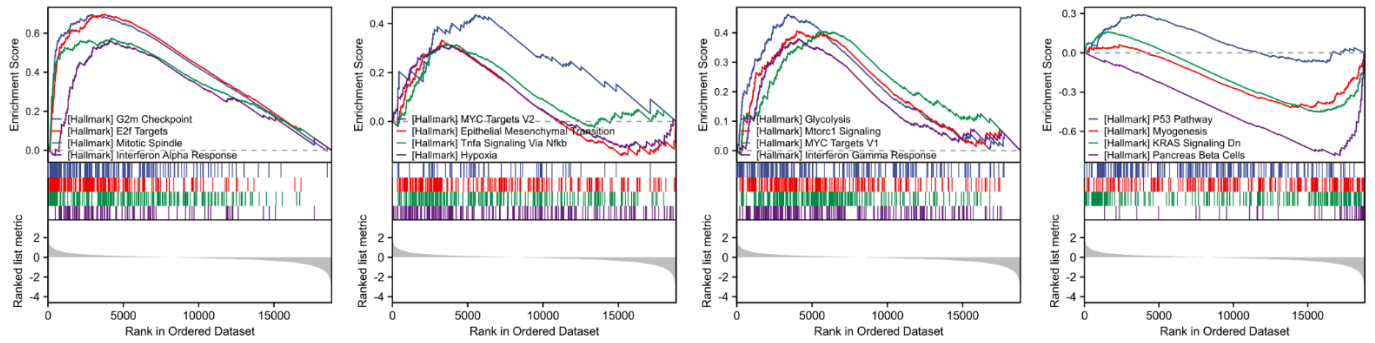 Enrichment Score
0.6
0.4
0.2
0.0
[Hallmark] G2m Checkpoint
[Hallmark] E2f Targets
[Hallmark] Mitotic Spindle
[Hallmark] Interferon Alpha Response
Ranked list metric
2
0
-2
-4
0
5000
10000
15000
Rank in Ordered Dataset
Enrichment Score
0.4
0.2
0.0
[Hallmark] MYC Targets V2
[Hallmark] Epithelial Mesenchymal Transition
[Hallmark] Tnfa Signaling Via Nfkb
[Hallmark] Hypoxia
Ranked list metric
2
0
-2
-4
0
5000
10000
15000
Rank in Ordered Dataset
Enrichment Score
0.4
0.3
0.2
0.1
0.0
[Hallmark] Glycolysis
[Hallmark] Mtorc1 Signaling
[Hallmark] MYC Targets V1
[Hallmark] Interferon Gamma Response
Ranked list metric
2
0
-2
-4
0
5000
10000
15000
Rank in Ordered Dataset
Enrichment Score
0.3
0.0
-0.3
-0.6
[Hallmark] P53 Pathway
[Hallmark] Myogenesis
[Hallmark] KRAS Signaling Dn
[Hallmark] Pancreas Beta Cells
Ranked list metric
2
0
-2
-4
0
5000
10000
15000
Rank in Ordered Dataset